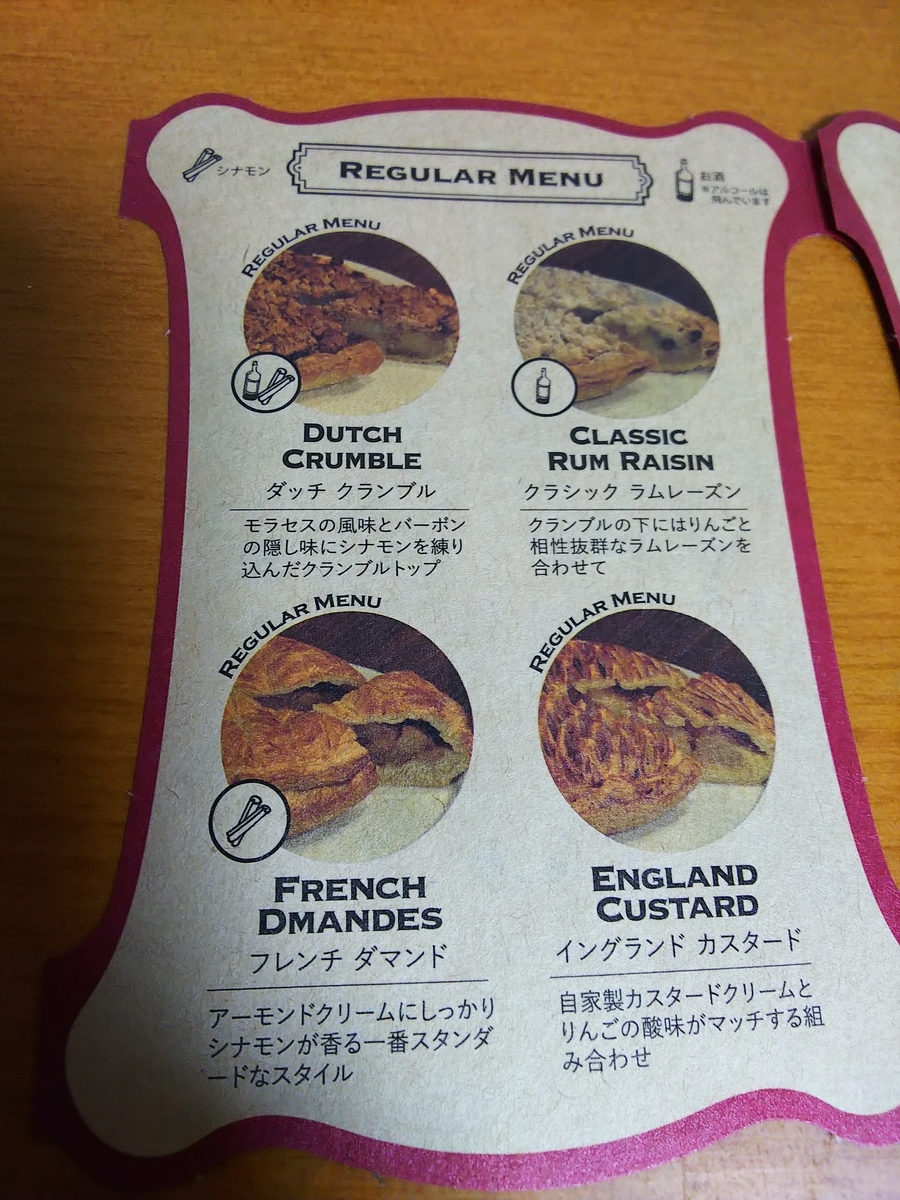 シナモン
REGULAR MENU
お酒
※アルコールは
飛んでいます
REGULAR MENU
DUTCH
CRUMBLE
ダッチ クランブル
モラセスの風味とバーボン
の隠し味にシナモンを練り
込んだクランブルトップ
REGULAR MENU
CLASSIC
RUM RAISIN
クラシック ラムレーズン
クランブルの下にはりんごと
相性抜群なラムレーズンを
合わせて
REGULAR MENU
FRENCH
DMANDES
フレンチ ダマンド
アーモンドクリームにしっかり
シナモンが香る一番スタンダ
ードなスタイル
REGULAR MENU
ENGLAND
CUSTARD
イングランド カスタード
自家製カスタードクリームと
りんごの酸味がマッチする組
み合わせ